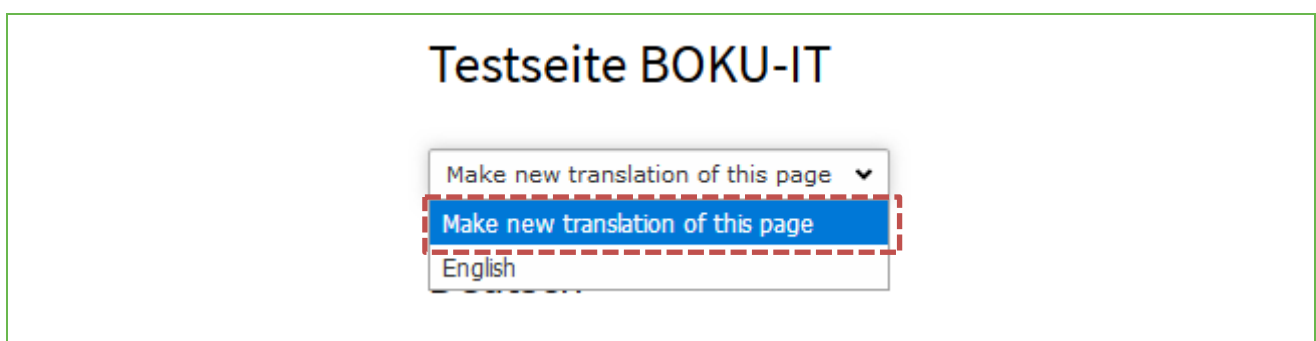 Testseite BOKU-IT
Make new translation of this page
Make new translation of this page
English